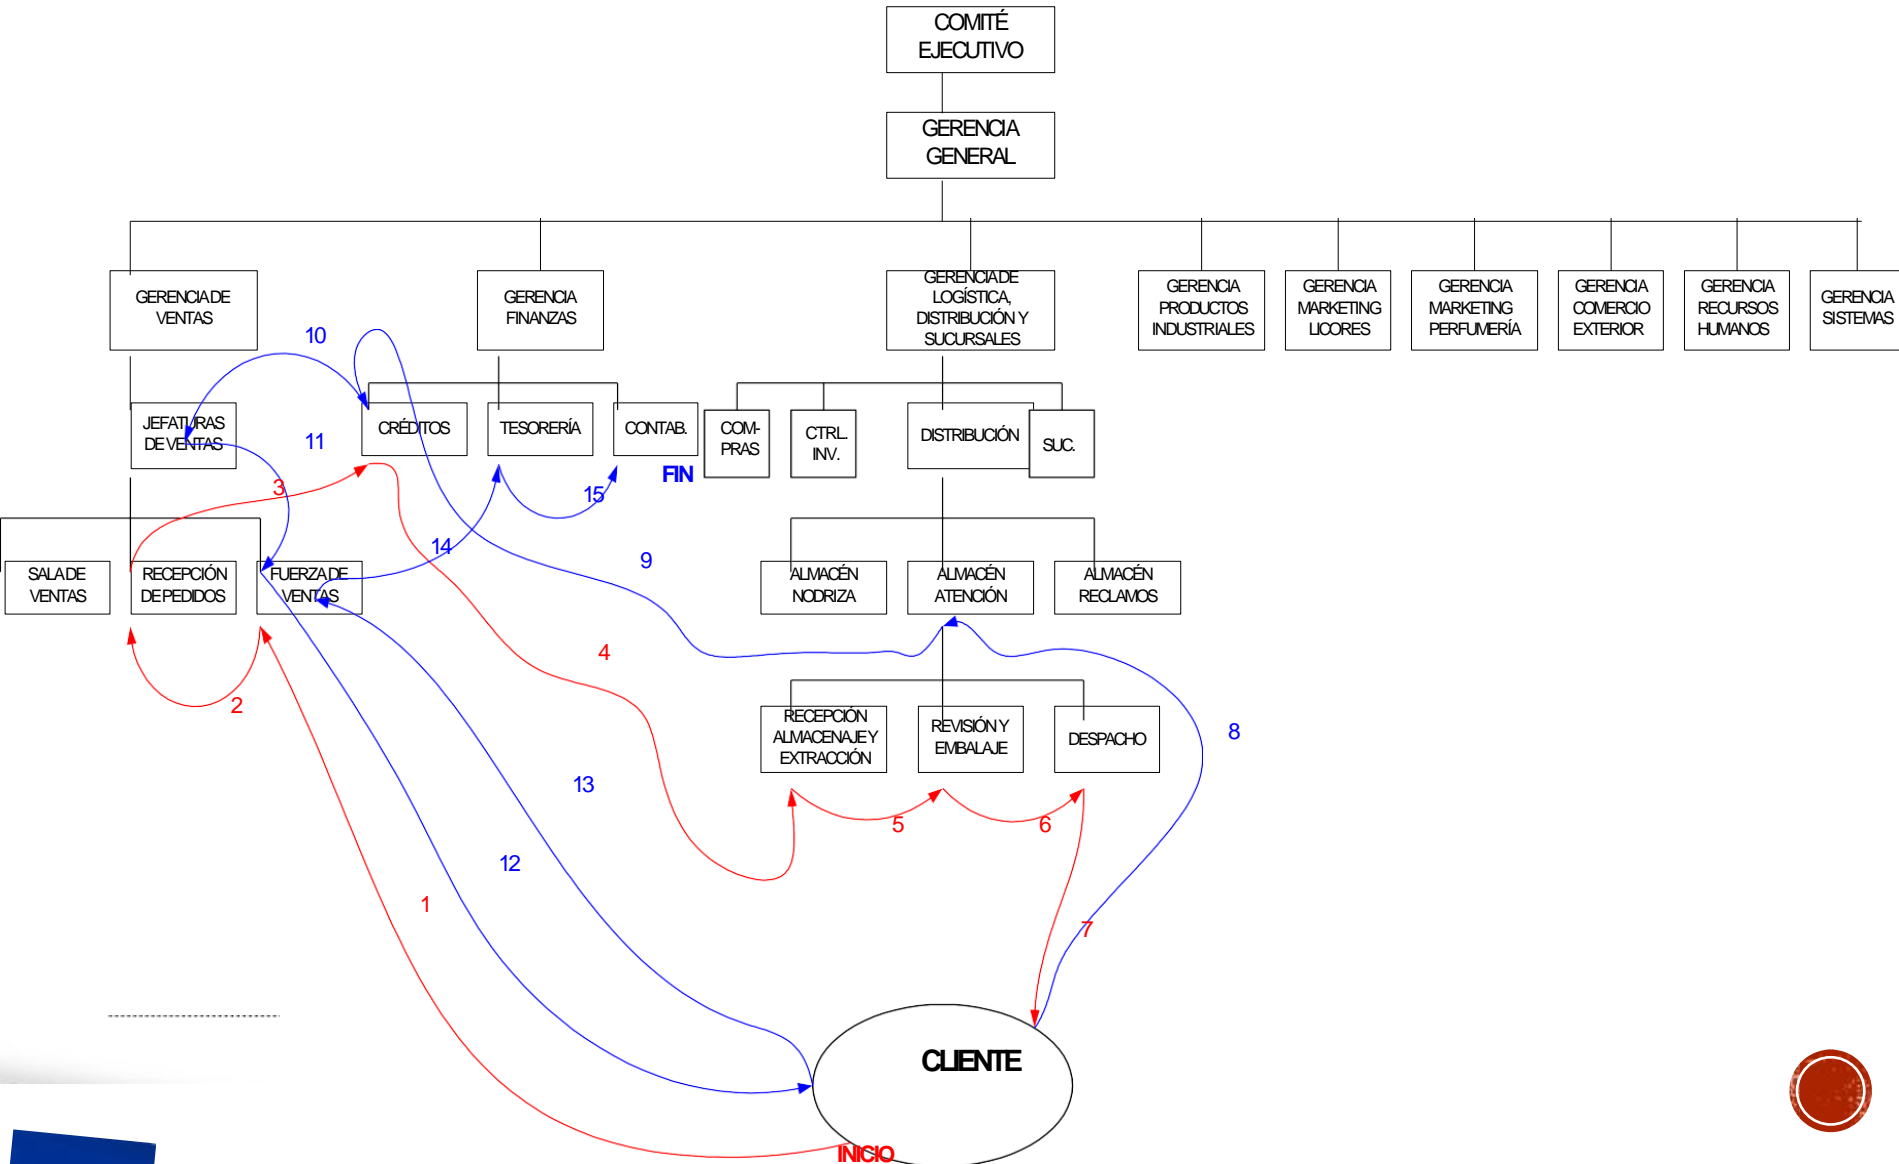 COMITÉ
EJECUTIVO
GERENCIA
GENERAL
GERENCIA DE
VENTAS
GERENCIA
FINANZAS
GERENCIA DE
LOGÍSTICA,
DISTRIBUCIÓN Y
SUCURSALES
GERENCIA
PRODUCTOS
INDUSTRIALES
GERENCIA
MARKETING
LICORES
GERENCIA
MARKETING
PERFUMERÍA
GERENCIA
COMERCIO
EXTERIOR
GERENCIA
RECURSOS
HUMANOS
GERENCIA
SISTEMAS
10
JEFATURAS
DE VENTAS
11
CRÉDITOS
TESORERÍA
CONTAB.
FIN
COM-
PRAS
CTRL.
INV.
DISTRIBUCIÓN
SUC.
3
15
14
9
SALA DE
VENTAS
RECEPCIÓN
DE PEDIDOS
FUERZA DE
VENTAS
ALMACÉN
NODRIZA
ALMACÉN
ATENCIÓN
ALMACÉN
RECLAMOS
4
2
RECEPCIÓN
ALMACENAJE Y
EXTRACCIÓN
REVISIÓN Y
EMBALAJE
DESPACHO
8
13
5
6
12
1
7
CLIENTE
INICIO